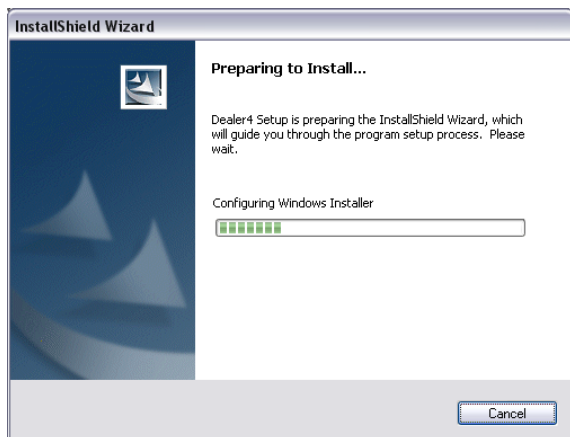 InstallShield Wizard
Preparing to Install...
Dealer4 Setup is preparing the InstallShield Wizard, which
will guide you through the program setup process.  Please
wait.
Configuring Windows Installer
Cancel